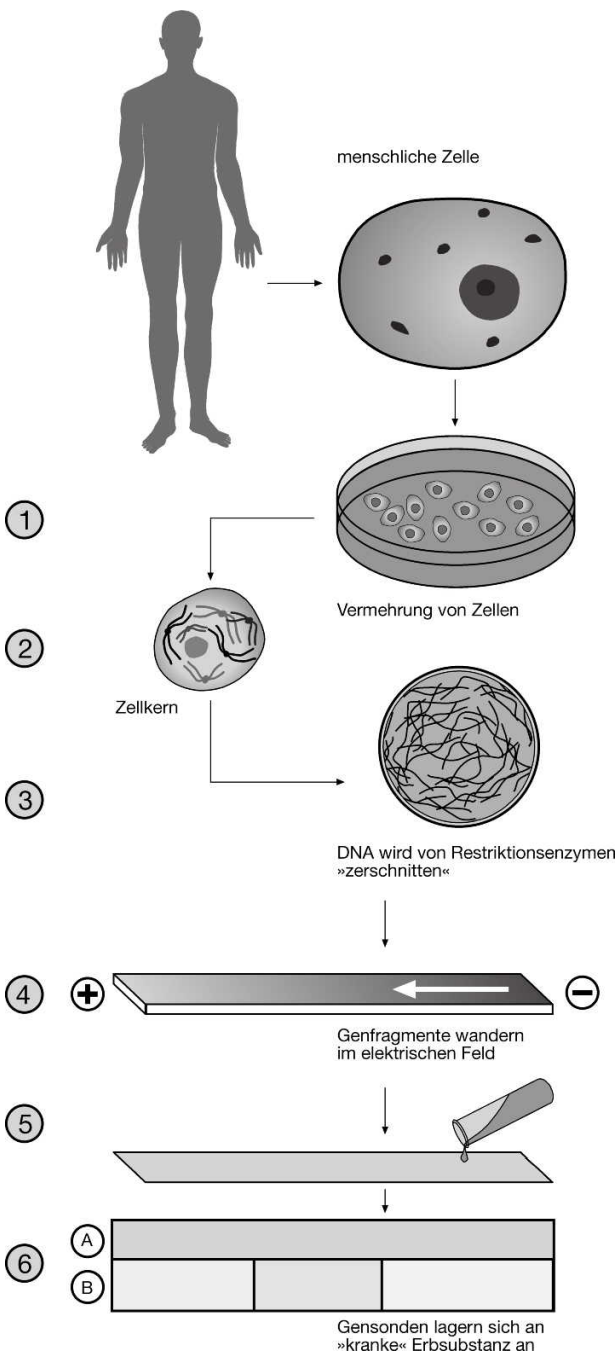 menschliche Zelle
1
Vermehrung von Zellen
2
Zellkern
3
DNA wird von Restriktionsenzymen
»zerschnitten«
4
+
−
Genfragmente wandern
im elektrischen Feld
5
6
A
B
Gensonden lagern sich an
»kranke« Erbsubstanz an